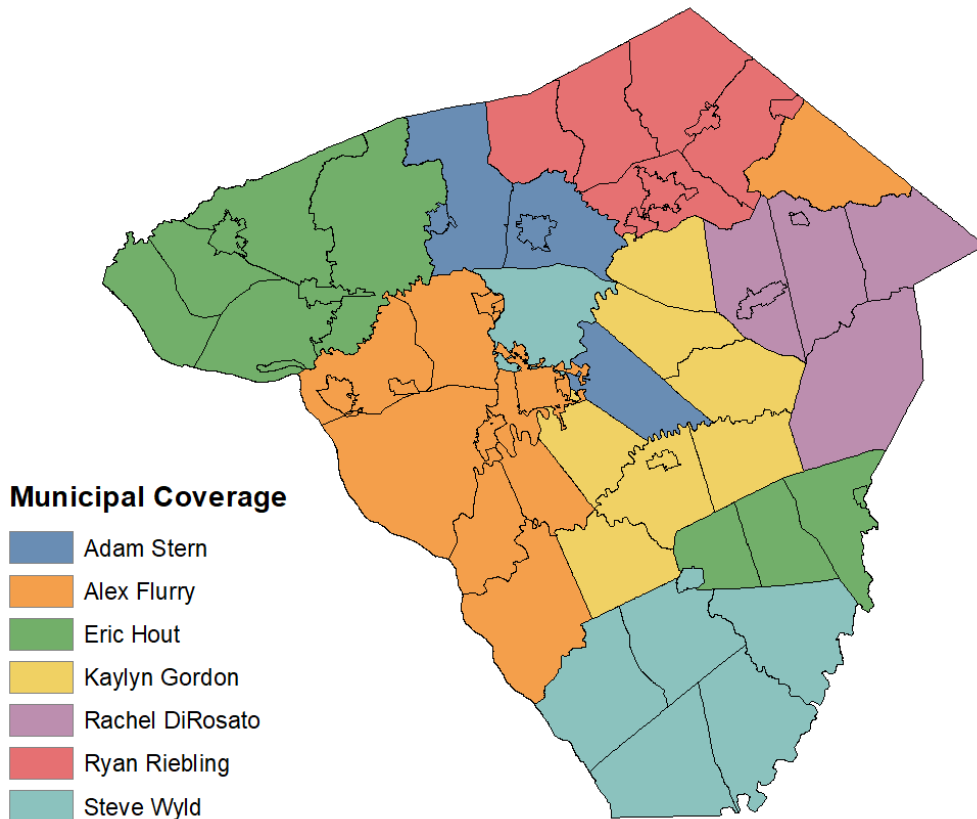 Municipal Coverage
Adam Stern
Alex Flurry
Eric Hout
Kaylyn Gordon
Rachel DiRosato
Ryan Riebling
Steve Wyld